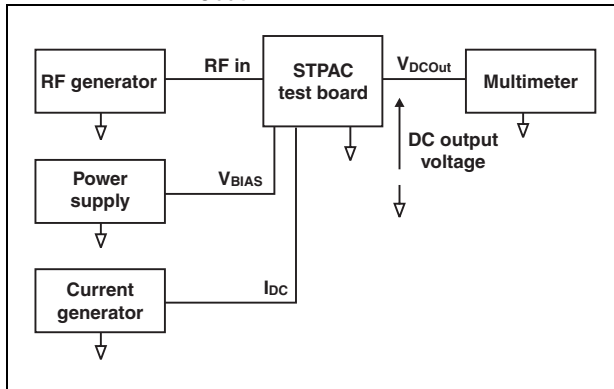 RF generator
RF in
STPAC
test board
VDCOut
Multimeter
DC output
voltage
Power
supply
VBIAS
Current
generator
IDC